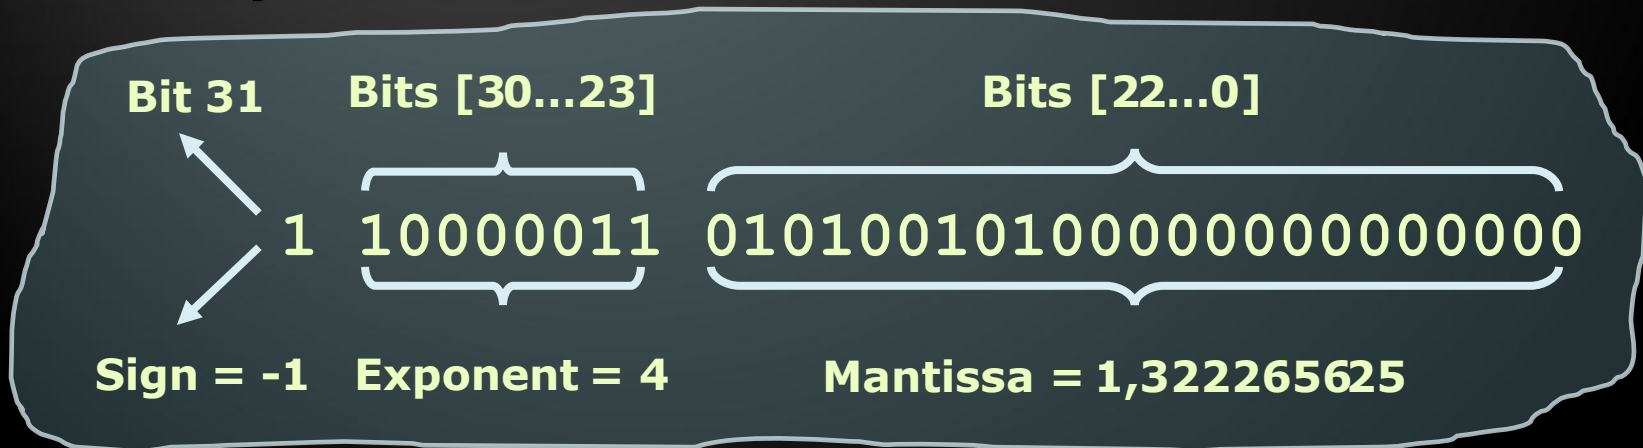 Bit 31 Bits [30…23] Bits [22…0]
1 10000011 01010010100000000000000
Sign = -1 Exponent = 4 Mantissa = 1,322265625